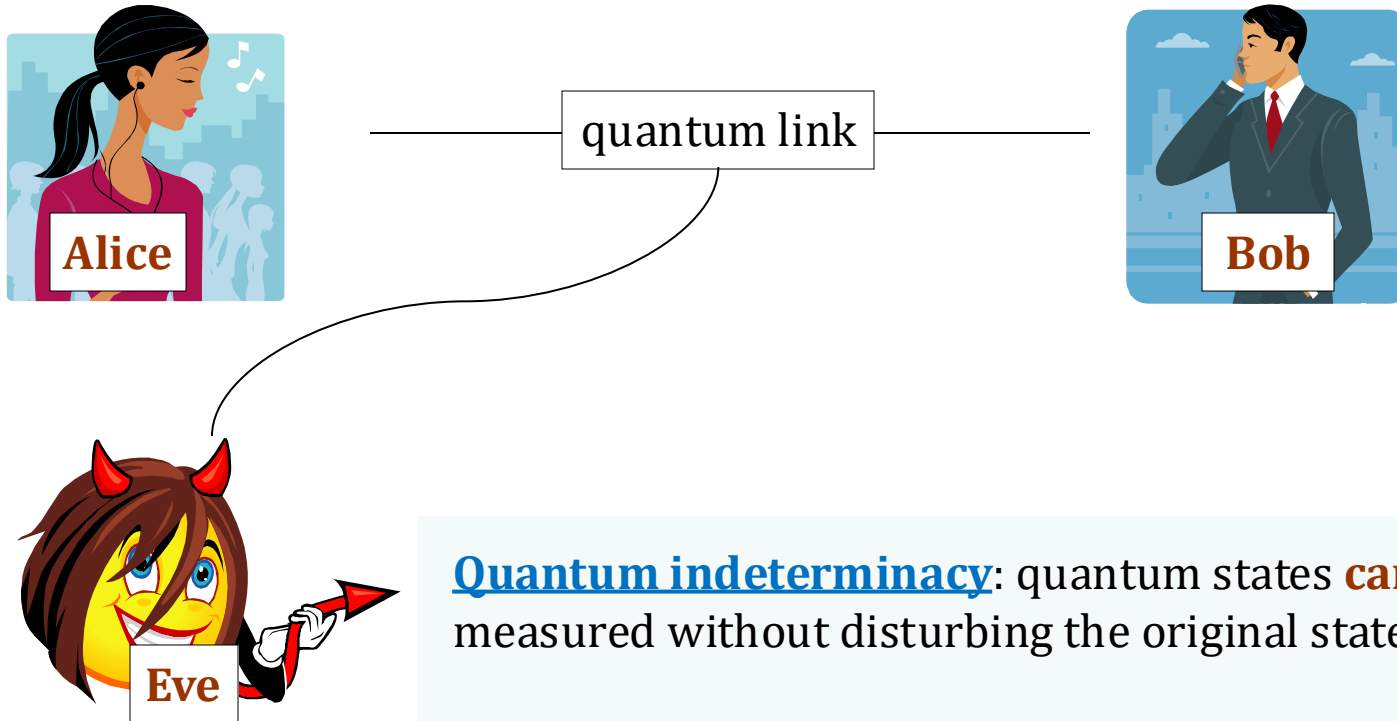 quantum link
Alice
Bob
Quantum indeterminacy: quantum states
measured without disturbing the original state
Eve